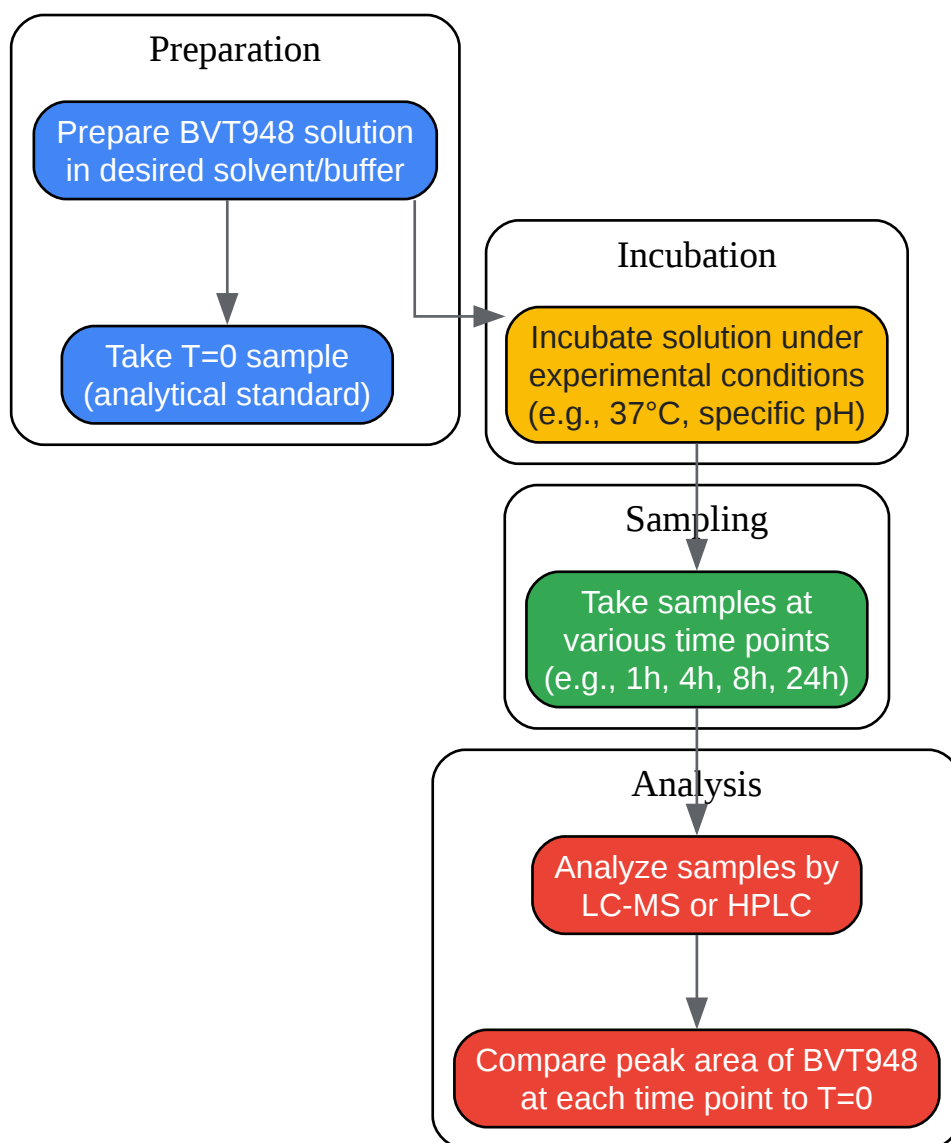 Preparation
Prepare BVT948 solution
in desired solvent/buffer
Take T=0 sample
(analytical standard)
Incubation
Incubate solution under
experimental conditions
(e.g., 37°C, specific pH)
Sampling
Take samples at
various time points
(e.g., 1h, 4h, 8h, 24h)
Analysis
Analyze samples by
LC-MS or HPLC
Compare peak area of BVT948
at each time point to T=0